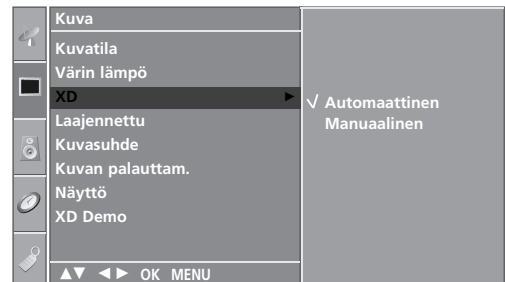 Kuva
Kuvatila
Värin lämpö
XD ►
Laajennettu
Kuvasuhde
Kuvan palauttam.
Näyttö
XD Demo
√ Automaattinen
Manuaalinen
▲▼ ◄► OK MENU